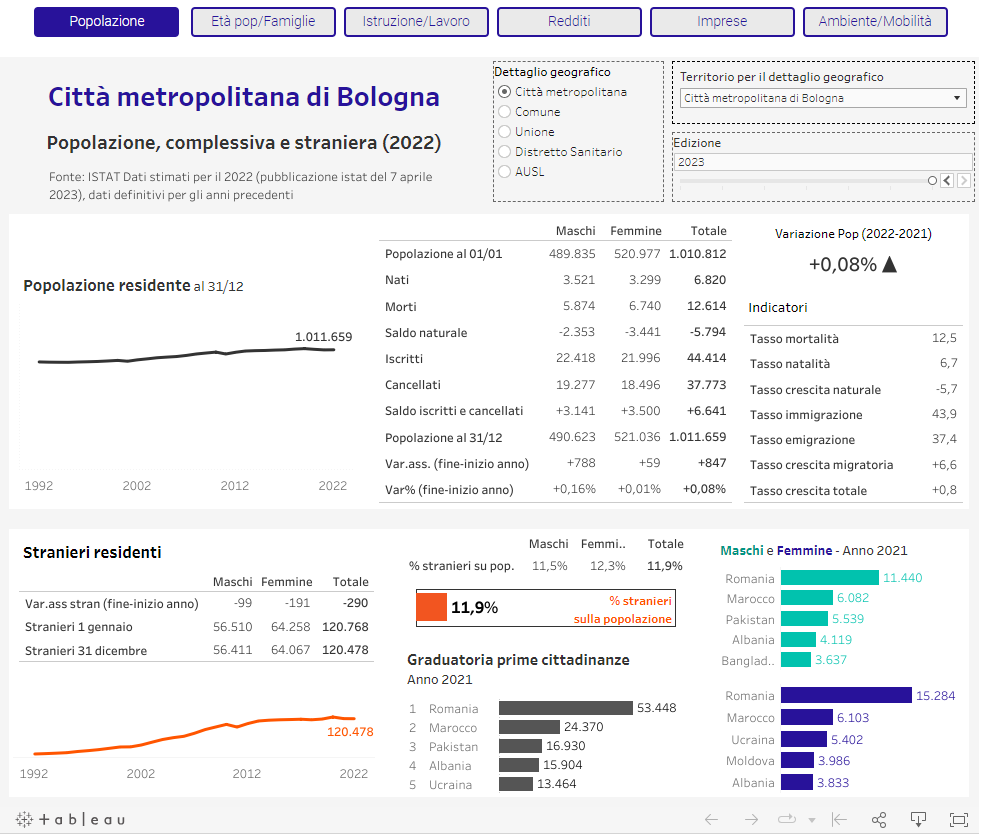 Popolazione
Età pop/Famiglie
Istruzione/Lavoro
Redditi
Imprese
Ambiente/Mobilità
Città metropolitana di Bologna
Popolazione, complessiva e straniera (2022)
Fonte: ISTAT Dati stimati per il 2022 (pubblicazione istat del 7 aprile
2023), dati definitivi per gli anni precedenti
Dettaglio geografico
Città metropolitana
Comune
Unione
Distretto Sanitario
AUSL
Territorio per il dettaglio geografico
Città metropolitana di Bologna
Edizione
2023
Popolazione residente al 31/12
1.011.659
1992 2002 2012 2022
Maschi Femmine Totale
Popolazione al 01/01 489.835 520.977 1.010.812
Nati 3.521 3.299 6.820
Morti 5.874 6.740 12.614
Saldo naturale -2.353 -3.441 -5.794
Iscritti 22.418 21.996 44.414
Cancellati 19.277 18.496 37.773
Saldo iscritti e cancellati +3.141 +3.500 +6.641
Popolazione al 31/12 490.623 521.036 1.011.659
Var.ass. (fine-inizio anno) +788 +59 +847
Var% (fine-inizio anno) +0,16% +0,01% +0,08%
Variazione Pop (2022-2021)
+0,08% ▲
Indicatori
Tasso mortalità 12,5
Tasso natalità 6,7
Tasso crescita naturale -5,7
Tasso immigrazione 43,9
Tasso emigrazione 37,4
Tasso crescita migratoria +6,6
Tasso crescita totale +0,8
Stranieri residenti
Maschi Femmine Totale
Var.ass stran (fine-inizio anno) -99 -191 -290
Stranieri 1 gennaio 56.510 64.258 120.768
Stranieri 31 dicembre 56.411 64.067 120.478
120.478
1992 2002 2012 2022
Maschi Femmi.. Totale
% stranieri su pop. 11,5% 12,3% 11,9%
11,9%
% stranieri
sulla popolazione
Graduatoria prime cittadinanze
Anno 2021
1 Romania 53.448
2 Marocco 24.370
3 Pakistan 16.930
4 Albania 15.904
5 Ucraina 13.464
Maschi e Femmine - Anno 2021
Romania 11.440
Marocco 6.082
Pakistan 5.539
Albania 4.119
Banglad.. 3.637
Romania 15.284
Marocco 6.103
Ucraina 5.402
Moldova 3.986
Albania 3.833
+ a b | e a u